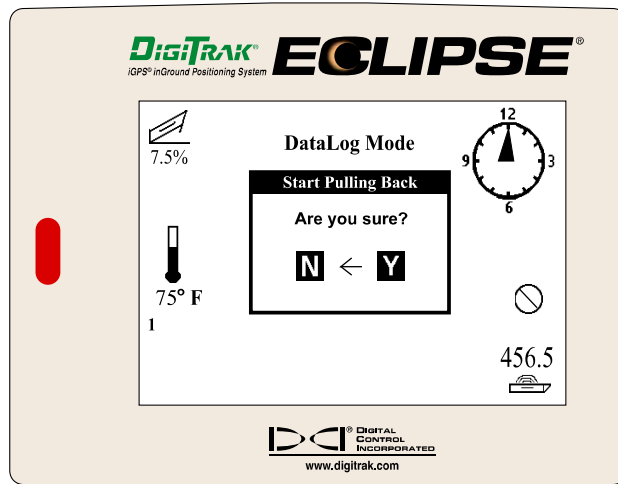 DIGITRAK®
iGPS® inGround Positioning System
ECLIPSE®
7.5%
DataLog Mode
12
9
3
6
Start Pulling Back
Are you sure?
N ← Y
75° F
1
456.5
® DIGITAL
CONTROL
INCORPORATED
www.digitrak.com